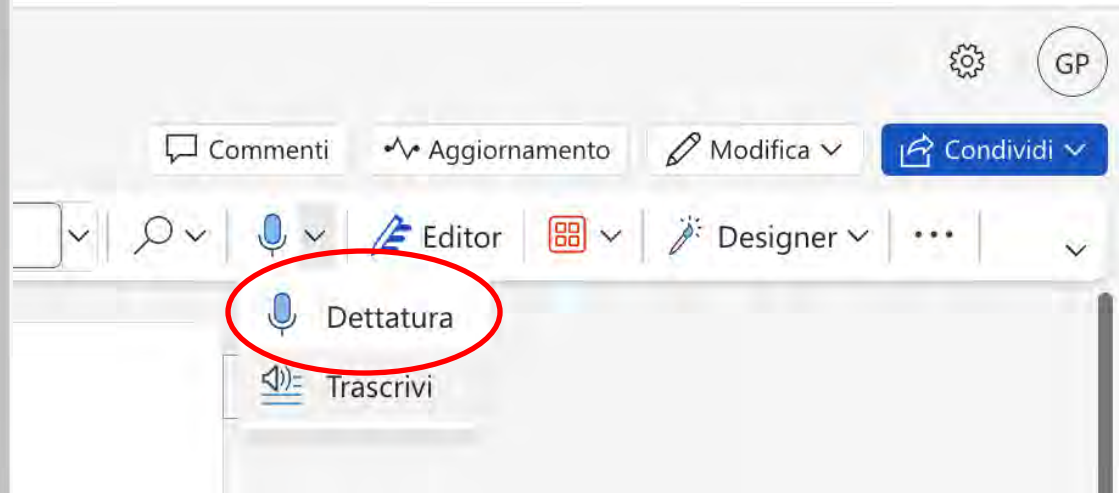 GP
Commenti Aggiornamento Modifica Condividi
Editor Designer ...
Dettatura
Trascrivi